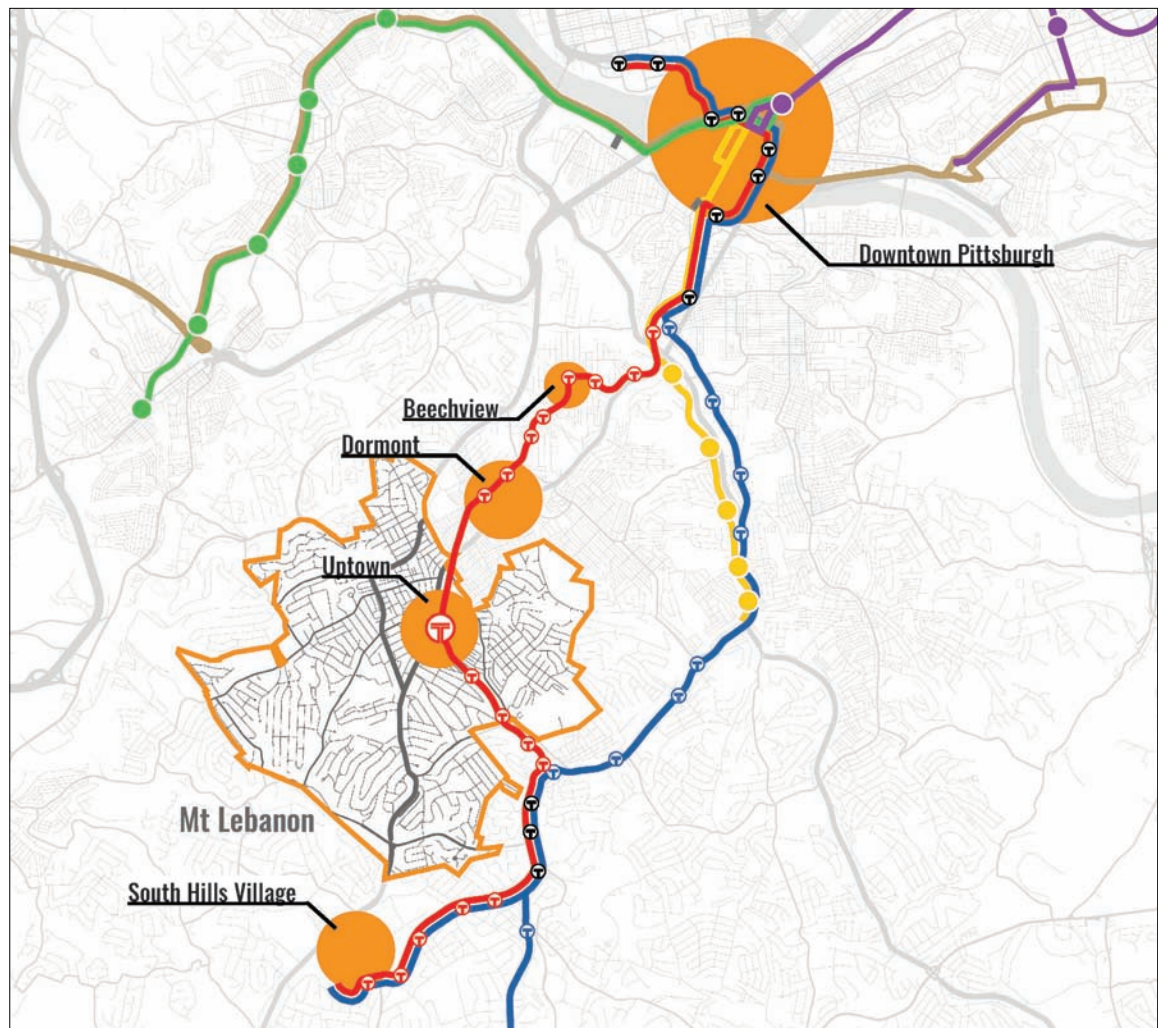 Downtown Pittsburgh
Beechview
Dormont
Uptown
Mt Lebanon
South Hills Village